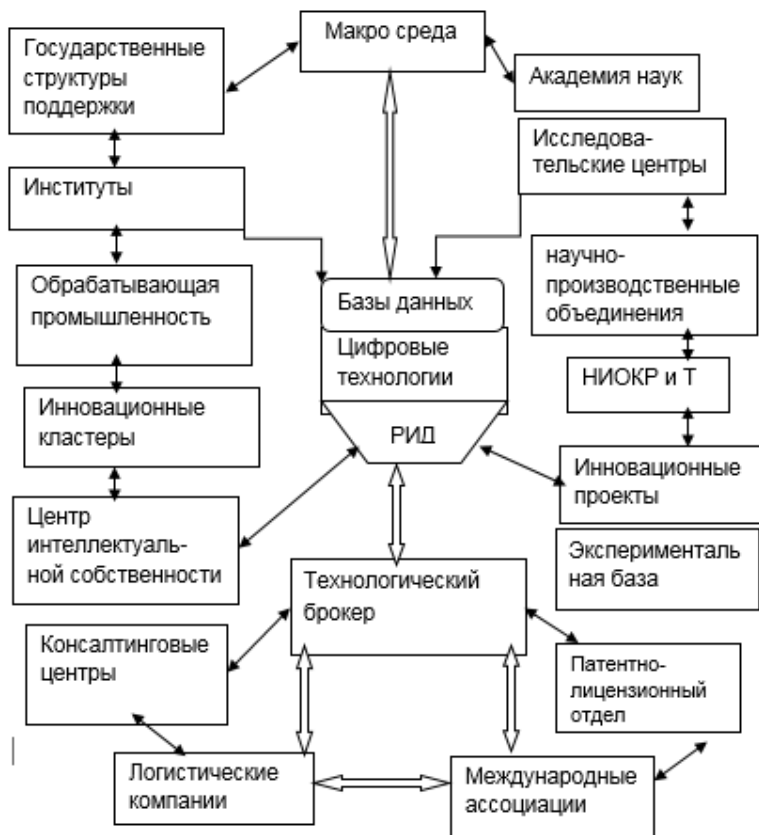 Макро среда
Государственные
структуры
поддержки
Академия наук
Исследова-
тельские центры
Институты
научно-
производственные
объединения
Обрабатывающая
промышленность
Базы данных
Цифровые
технологии
НИОКР и Т
Инновационные
кластеры
РИД
Инновационные
проекты
Центр
интеллектуаль-
ной собственности
Эксперименталь
ная база
Технологический
брокер
Консалтинговые
центры
Патентно-
лицензионный
отдел
Логистические
компании
Международные
ассоциации